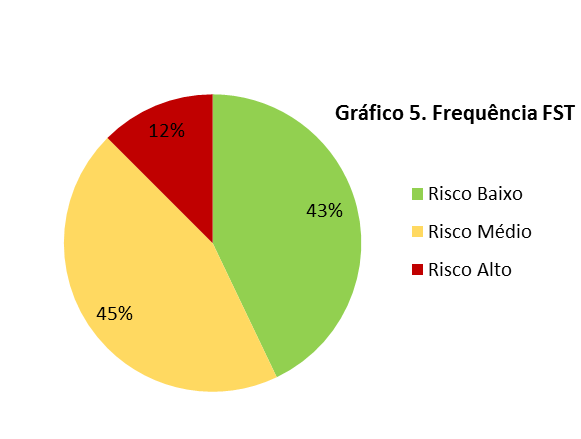 Gráfico 5. Frequência FST
12%
43%
45%
Risco Baixo
Risco Médio
Risco Alto